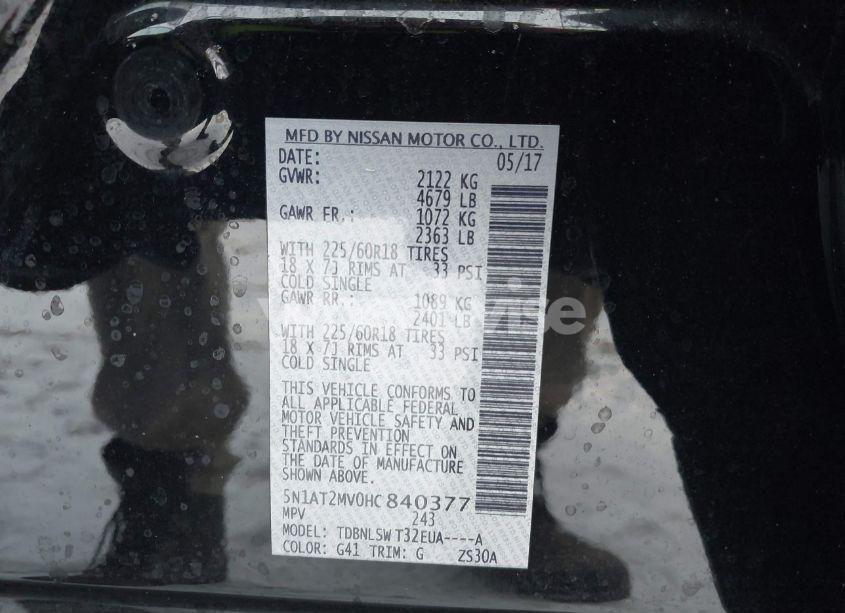 MFD BY NISSAN MOTOR CO., LTD.
DATE: 05/17
GVWR: 2122 KG
4679 LB
GAWR FR.: 1072 KG
2363 LB
WITH 225/60R18 TIRES
18 X 7J RIMS AT 33 PSI
COLD SINGLE
GAWR RR.: 1089 KG
2401 LB
WITH 225/60R18 TIRES
18 X 7J RIMS AT 33 PSI
COLD SINGLE
THIS VEHICLE CONFORMS TO
ALL APPLICABLE FEDERAL
MOTOR VEHICLE SAFETY AND
THEFT PREVENTION
STANDARDS IN EFFECT ON
THE DATE OF MANUFACTURE
SHOWN ABOVE.
5N1AT2MV0HC840377
MPV 243
MODEL: TDBNLSW T32EUA----A
COLOR: G41 TRIM: G ZS30A